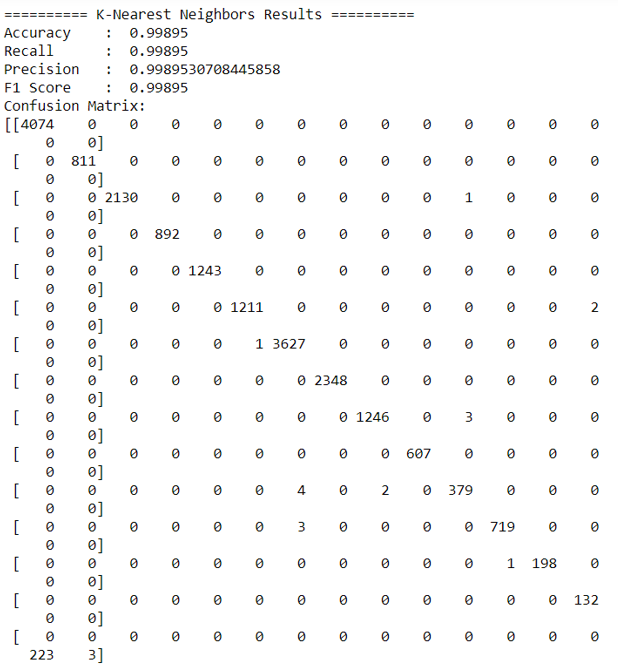 ========== K-Nearest Neighbors Results ==========
Accuracy    :  0.99895
Recall      :  0.99895
Precision   :  0.9989530708445858
F1 Score    :  0.99895
Confusion Matrix:
[[4074    0    0    0    0    0    0    0    0    0    0    0    0    0
     0    0]
 [   0  811    0    0    0    0    0    0    0    0    0    0    0    0
     0    0]
 [   0    0 2130    0    0    0    0    0    0    0    1    0    0    0
     0    0]
 [   0    0    0  892    0    0    0    0    0    0    0    0    0    0
     0    0]
 [   0    0    0    0 1243    0    0    0    0    0    0    0    0    0
     0    0]
 [   0    0    0    0    0 1211    0    0    0    0    0    0    0    2
     0    0]
 [   0    0    0    0    0    1 3627    0    0    0    0    0    0    0
     0    0]
 [   0    0    0    0    0    0    0 2348    0    0    0    0    0    0
     0    0]
 [   0    0    0    0    0    0    0    0 1246    0    3    0    0    0
     0    0]
 [   0    0    0    0    0    0    0    0    0  607    0    0    0    0
     0    0]
 [   0    0    0    0    0    0    4    0    2    0  379    0    0    0
     0    0]
 [   0    0    0    0    0    0    3    0    0    0    0  719    0    0
     0    0]
 [   0    0    0    0    0    0    0    0    0    0    0    1  198    0
     0    0]
 [   0    0    0    0    0    0    0    0    0    0    0    0    0  132
     0    0]
 [   0    0    0    0    0    0    0    0    0    0    0    0    0    0
   223    3]